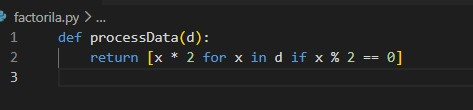 factorila.py > ...
1 def processData(d):
2     return [x * 2 for x in d if x % 2 == 0]
3